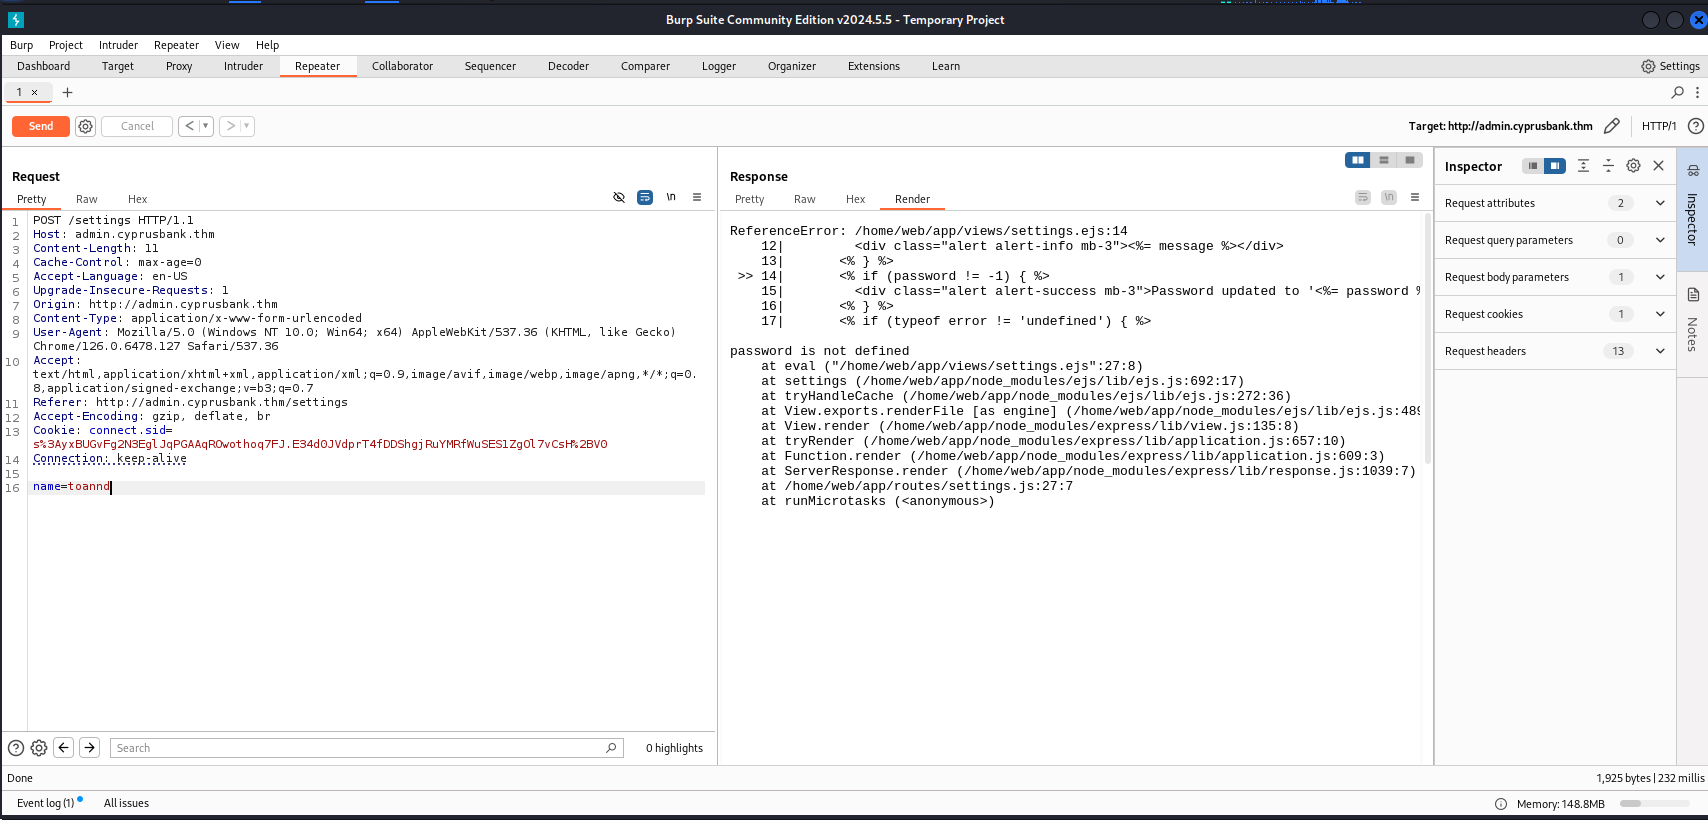 Burp Suite Community Edition v2024.5.5 - Temporary Project
Burp Project Intruder Repeater View Help
Dashboard Target Proxy Intruder Repeater Collaborator Sequencer Decoder Comparer Logger Organizer Extensions Learn Settings
1 × +
Send Cancel < > Target: http://admin.cyprusbank.thm HTTP/1
Request
Pretty Raw Hex \n
1 POST /settings HTTP/1.1
2 Host: admin.cyprusbank.thm
3 Content-Length: 11
4 Cache-Control: max-age=0
5 Accept-Language: en-US
6 Upgrade-Insecure-Requests: 1
7 Origin: http://admin.cyprusbank.thm
8 Content-Type: application/x-www-form-urlencoded
9 User-Agent: Mozilla/5.0 (Windows NT 10.0; Win64; x64) AppleWebKit/537.36 (KHTML, like Gecko)
Chrome/126.0.6478.127 Safari/537.36
10 Accept:
text/html,application/xhtml+xml,application/xml;q=0.9,image/avif,image/webp,image/apng,*/*;q=0.
8,application/signed-exchange;v=b3;q=0.7
11 Referer: http://admin.cyprusbank.thm/settings
12 Accept-Encoding: gzip, deflate, br
13 Cookie: connect.sid=
s%3AyxBUGvFg2N3EglJqPGAAqROwothoq7FJ.E34d0JVdprT4fDDShgjRuYMRfWuSES1ZgOl7vCsH%2BV0
14 Connection: keep-alive
15
16 name=toannd
Response
Pretty Raw Hex Render \n
ReferenceError: /home/web/app/views/settings.ejs:14
12| <div class="alert alert-info mb-3"><%= message %></div>
13| <% } %>
>> 14| <% if (password != -1) { %>
15| <div class="alert alert-success mb-3">Password updated to '<%= password %
16| <% } %>
17| <% if (typeof error != 'undefined') { %>
password is not defined
at eval ("/home/web/app/views/settings.ejs":27:8)
at settings (/home/web/app/node_modules/ejs/lib/ejs.js:692:17)
at tryHandleCache (/home/web/app/node_modules/ejs/lib/ejs.js:272:36)
at View.exports.renderFile [as engine] (/home/web/app/node_modules/ejs/lib/ejs.js:489
at View.render (/home/web/app/node_modules/express/lib/view.js:135:8)
at tryRender (/home/web/app/node_modules/express/lib/application.js:657:10)
at Function.render (/home/web/app/node_modules/express/lib/application.js:609:3)
at ServerResponse.render (/home/web/app/node_modules/express/lib/response.js:1039:7)
at /home/web/app/routes/settings.js:27:7
at runMicrotasks (<anonymous>)
Inspector
Request attributes 2
Request query parameters 0
Request body parameters 1
Request cookies 1
Request headers 13
Inspector
Notes
Search 0 highlights
Done 1,925 bytes | 232 millis
Event log (1) All issues Memory: 148.8MB